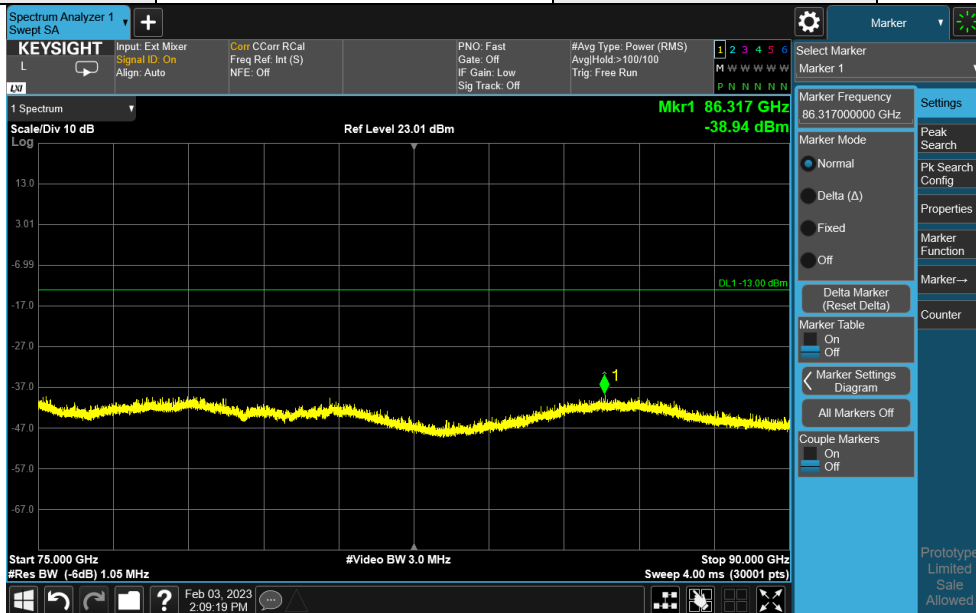 Spectrum Analyzer 1
Swept SA
+
Marker
KEYSIGHT
L
LXI
Input: Ext Mixer
Signal ID: On
Align: Auto
Corr CCorr RCal
Freq Ref: Int (S)
NFE: Off
PNO: Fast
Gate: Off
IF Gain: Low
Sig Track: Off
#Avg Type: Power (RMS)
Avg|Hold:>100/100
Trig: Free Run
1 2 3 4 5 6
M W W W W W
P N N N N N
Select Marker
Marker 1
1 Spectrum
Scale/Div 10 dB
Log
Ref Level 23.01 dBm
Mkr1 86.317 GHz
-38.94 dBm
13.0
3.01
-6.99
-17.0
-27.0
-37.0
-47.0
-57.0
-67.0
DL1 -13.00 dBm
1
Start 75.000 GHz
#Res BW (-6dB) 1.05 MHz
#Video BW 3.0 MHz
Stop 90.000 GHz
Sweep 4.00 ms (30001 pts)
Marker Frequency
86.317000000 GHz
Marker Mode
Normal
Delta (Δ)
Fixed
Off
Delta Marker
(Reset Delta)
Marker Table
On
Off
Marker Settings
Diagram
All Markers Off
Couple Markers
On
Off
Settings
Peak
Search
Pk Search
Config
Properties
Marker
Function
Marker→
Counter
Prototype
Limited
Sale
Allowed
?
Feb 03, 2023
2:09:19 PM